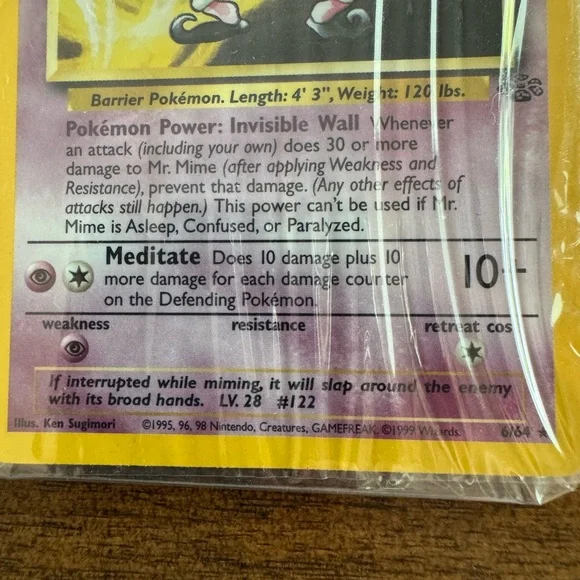 Barrier Pokémon. Length: 4' 3", Weight: 120 lbs.
Pokémon Power: Invisible Wall Whenever
an attack (including your own) does 30 or more
damage to Mr. Mime (after applying Weakness and
Resistance), prevent that damage. (Any other effects of
attacks still happen.) This power can't be used if Mr.
Mime is Asleep, Confused, or Paralyzed.
Meditate Does 10 damage plus 10
more damage for each damage counter
on the Defending Pokémon.
10+
weakness resistance retreat cost
If interrupted while miming, it will slap around the enemy
with its broad hands. LV. 28 #122
Illus. Ken Sugimori ©1995, 96, 98 Nintendo, Creatures, GAMEFREAK, ©1999 Wizards. 6/64 ★